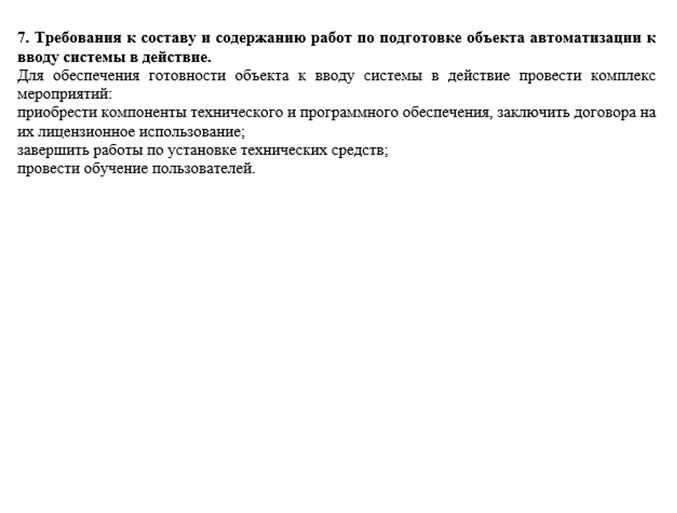 7. Требования к составу и содержанию работ по подготовке объекта автоматизации к
вводу системы в действие.
Для обеспечения готовности объекта к вводу системы в действие провести комплекс
мероприятий:
приобрести компоненты технического и программного обеспечения, заключить договора на
их лицензионное использование;
завершить работы по установке технических средств;
провести обучение пользователей.